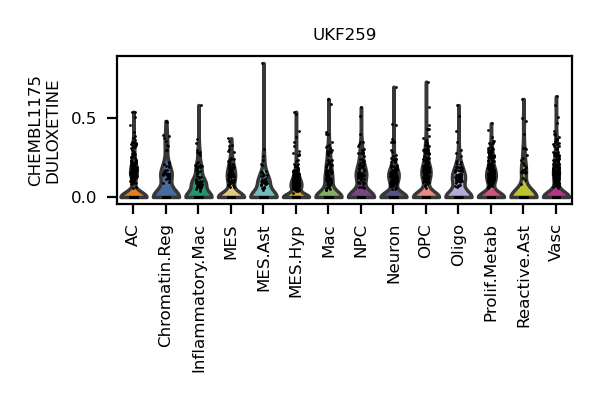 UKF259
CHEMBL1175
DULOXETINE
0.5
0.0
AC
Chromatin.Reg
Inflammatory.Mac
MES
MES.Ast
MES.Hyp
Mac
NPC
Neuron
OPC
Oligo
Prolif.Metab
Reactive.Ast
Vasc